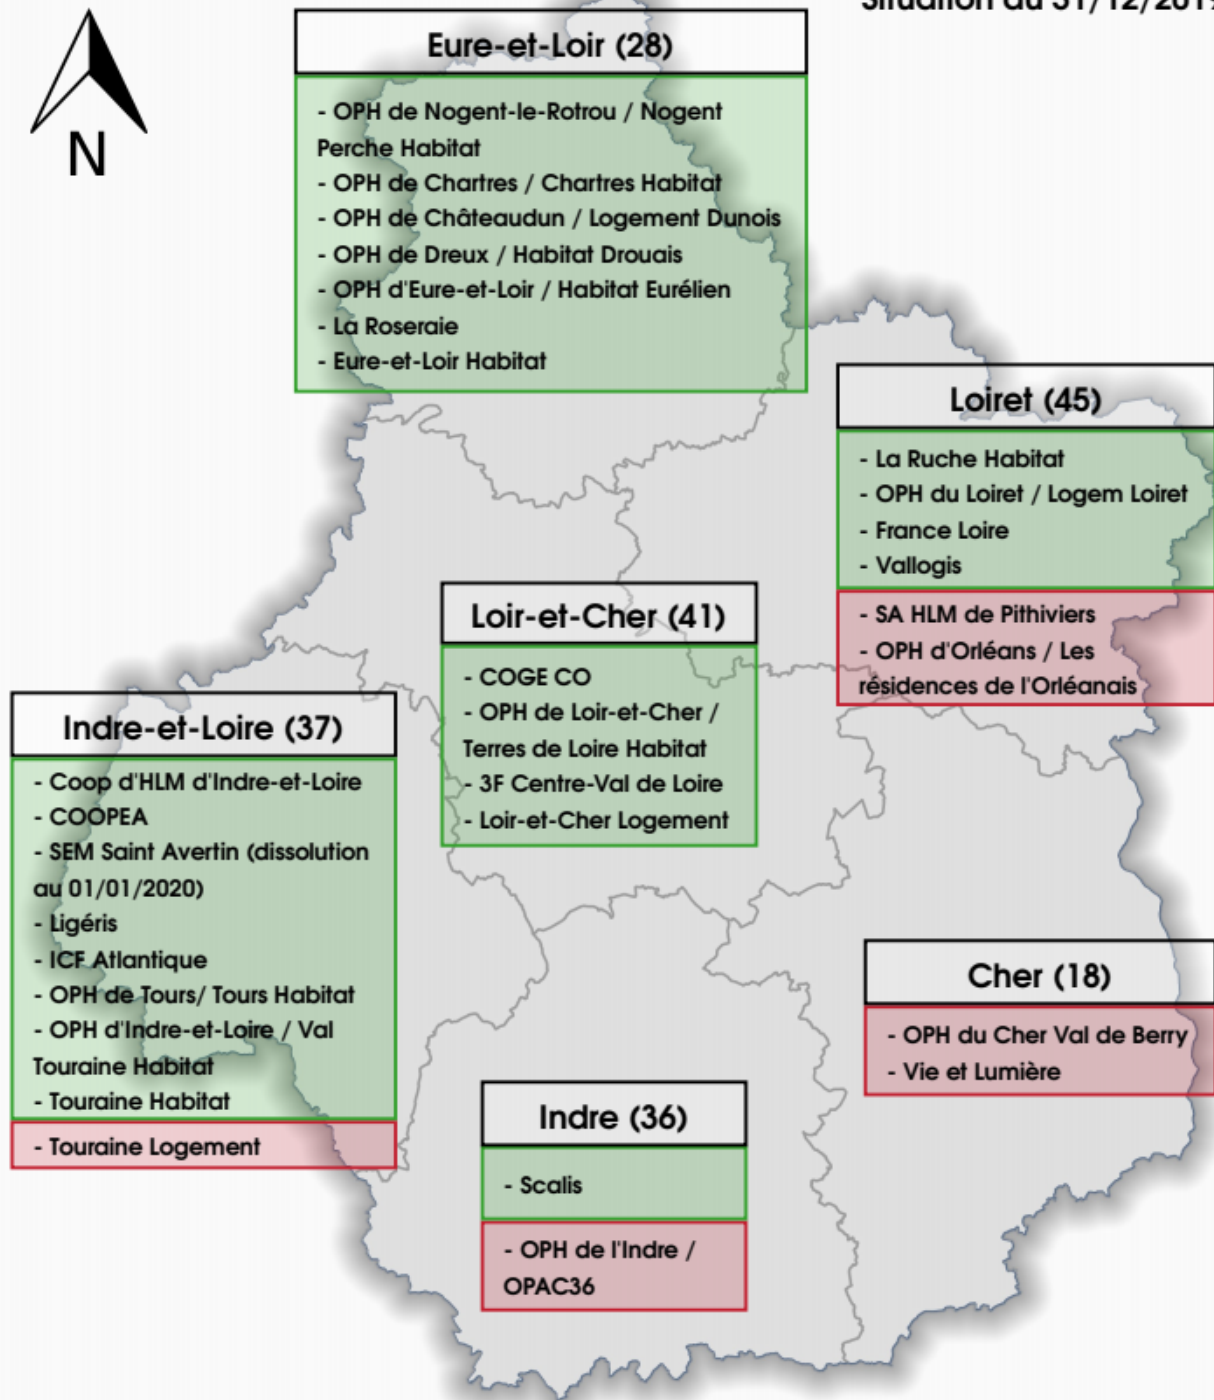 Situation au 31/12/2019
N
Eure-et-Loir (28)
- OPH de Nogent-le-Rotrou / Nogent
Perche Habitat
- OPH de Chartres / Chartres Habitat
- OPH de Châteaudun / Logement Dunois
- OPH de Dreux / Habitat Drouais
- OPH d'Eure-et-Loir / Habitat Eurélien
- La Roseraie
- Eure-et-Loir Habitat
Loiret (45)
- La Ruche Habitat
- OPH du Loiret / Logem Loiret
- France Loire
- Vallogis
- SA HLM de Pithiviers
- OPH d'Orléans / Les
résidences de l'Orléanais
Loir-et-Cher (41)
- COGE CO
- OPH de Loir-et-Cher /
Terres de Loire Habitat
- 3F Centre-Val de Loire
- Loir-et-Cher Logement
Indre-et-Loire (37)
- Coop d'HLM d'Indre-et-Loire
- COOPEA
- SEM Saint Avertin (dissolution
au 01/01/2020)
- Ligéris
- ICF Atlantique
- OPH de Tours/ Tours Habitat
- OPH d'Indre-et-Loire / Val
Touraine Habitat
- Touraine Habitat
- Touraine Logement
Cher (18)
- OPH du Cher Val de Berry
- Vie et Lumière
Indre (36)
- Scalis
- OPH de l'Indre /
OPAC36